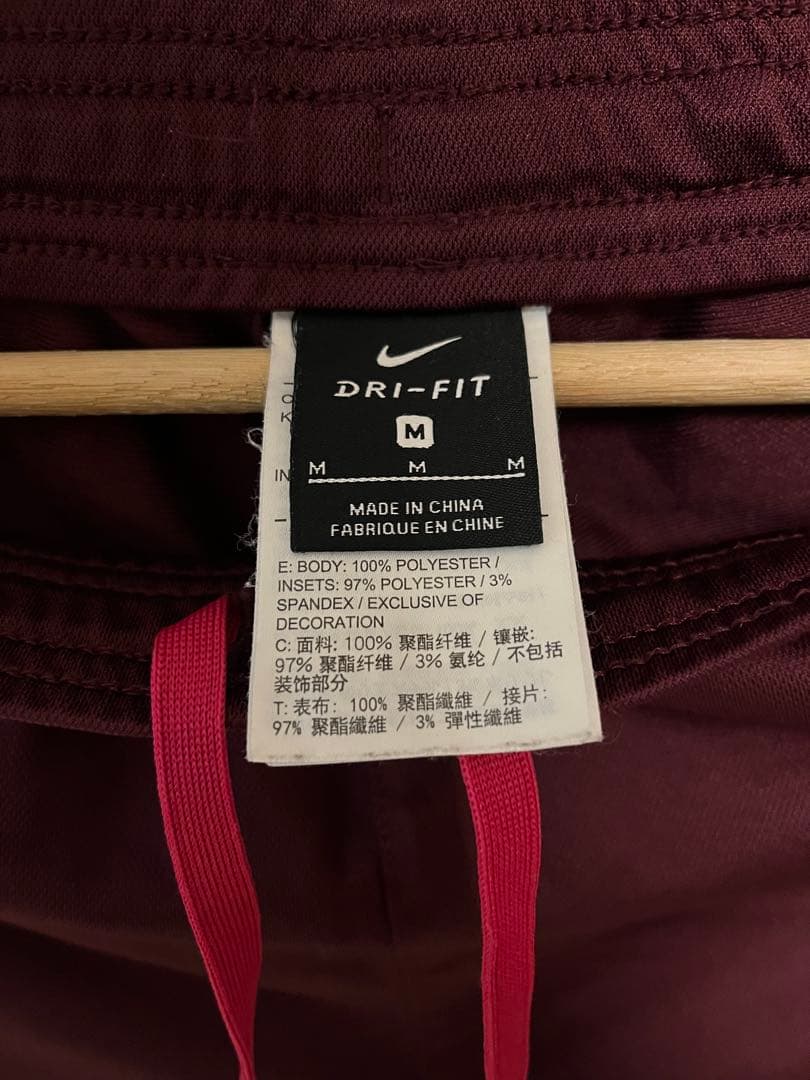 DRI-FIT
M
M M M
MADE IN CHINA
FABRIQUE EN CHINE
IN
K
E: BODY: 100% POLYESTER /
INSETS: 97% POLYESTER / 3%
SPANDEX / EXCLUSIVE OF
DECORATION
C: 面料: 100% 聚酯纤维 / 镶嵌:
97% 聚酯纤维 / 3% 氨纶 / 不包括
装饰部分
T: 表布: 100% 聚酯纖維 / 接片:
97% 聚酯纖維 / 3% 彈性纖維